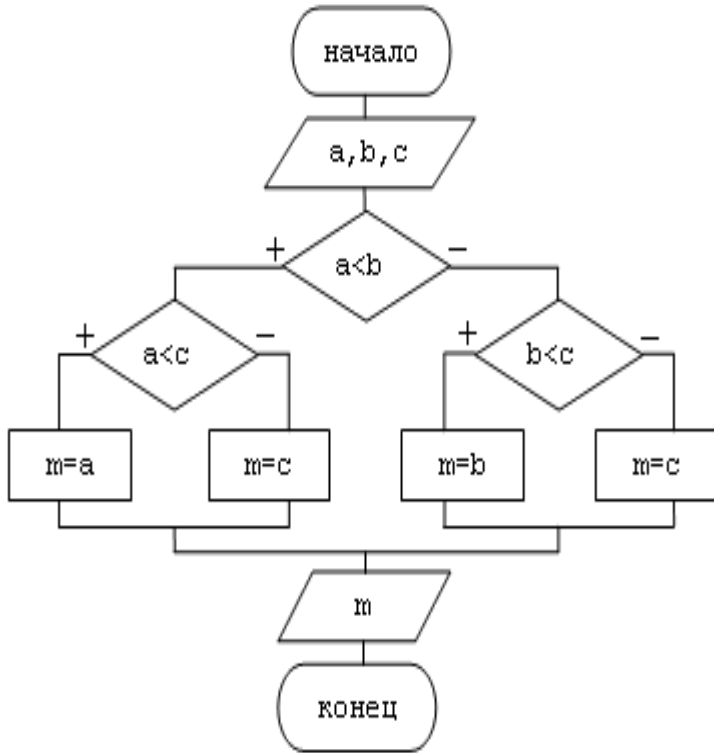 начало
a,b,c
+ a<b -
+ a<c -
+ b<c -
m=a
m=c
m=b
m=c
m
конец